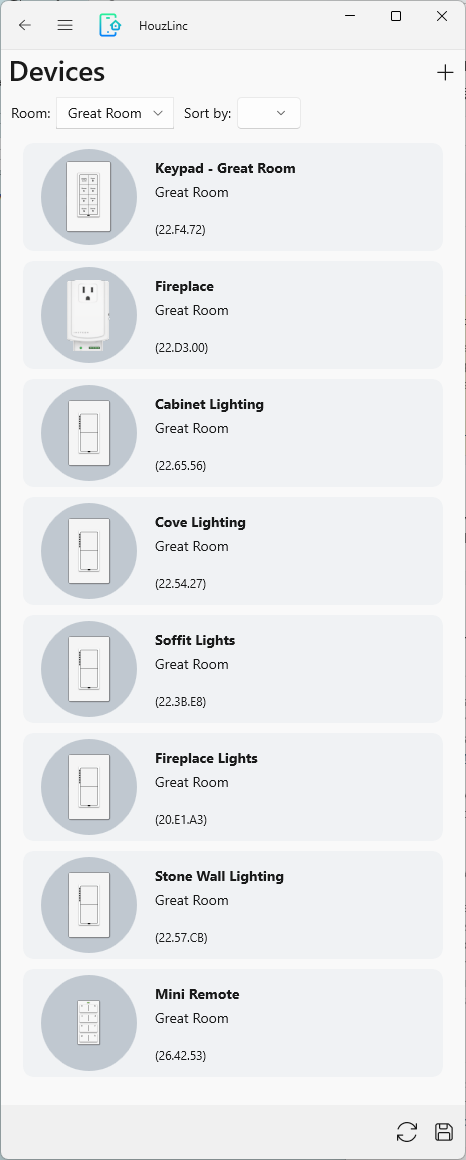 HouzLinc
Devices
Room: Great Room Sort by:
Keypad - Great Room
Great Room
(22.F4.72)
Fireplace
Great Room
(22.D3.00)
Cabinet Lighting
Great Room
(22.65.56)
Cove Lighting
Great Room
(22.54.27)
Soffit Lights
Great Room
(22.3B.E8)
Fireplace Lights
Great Room
(20.E1.A3)
Stone Wall Lighting
Great Room
(22.57.CB)
Mini Remote
Great Room
(26.42.53)